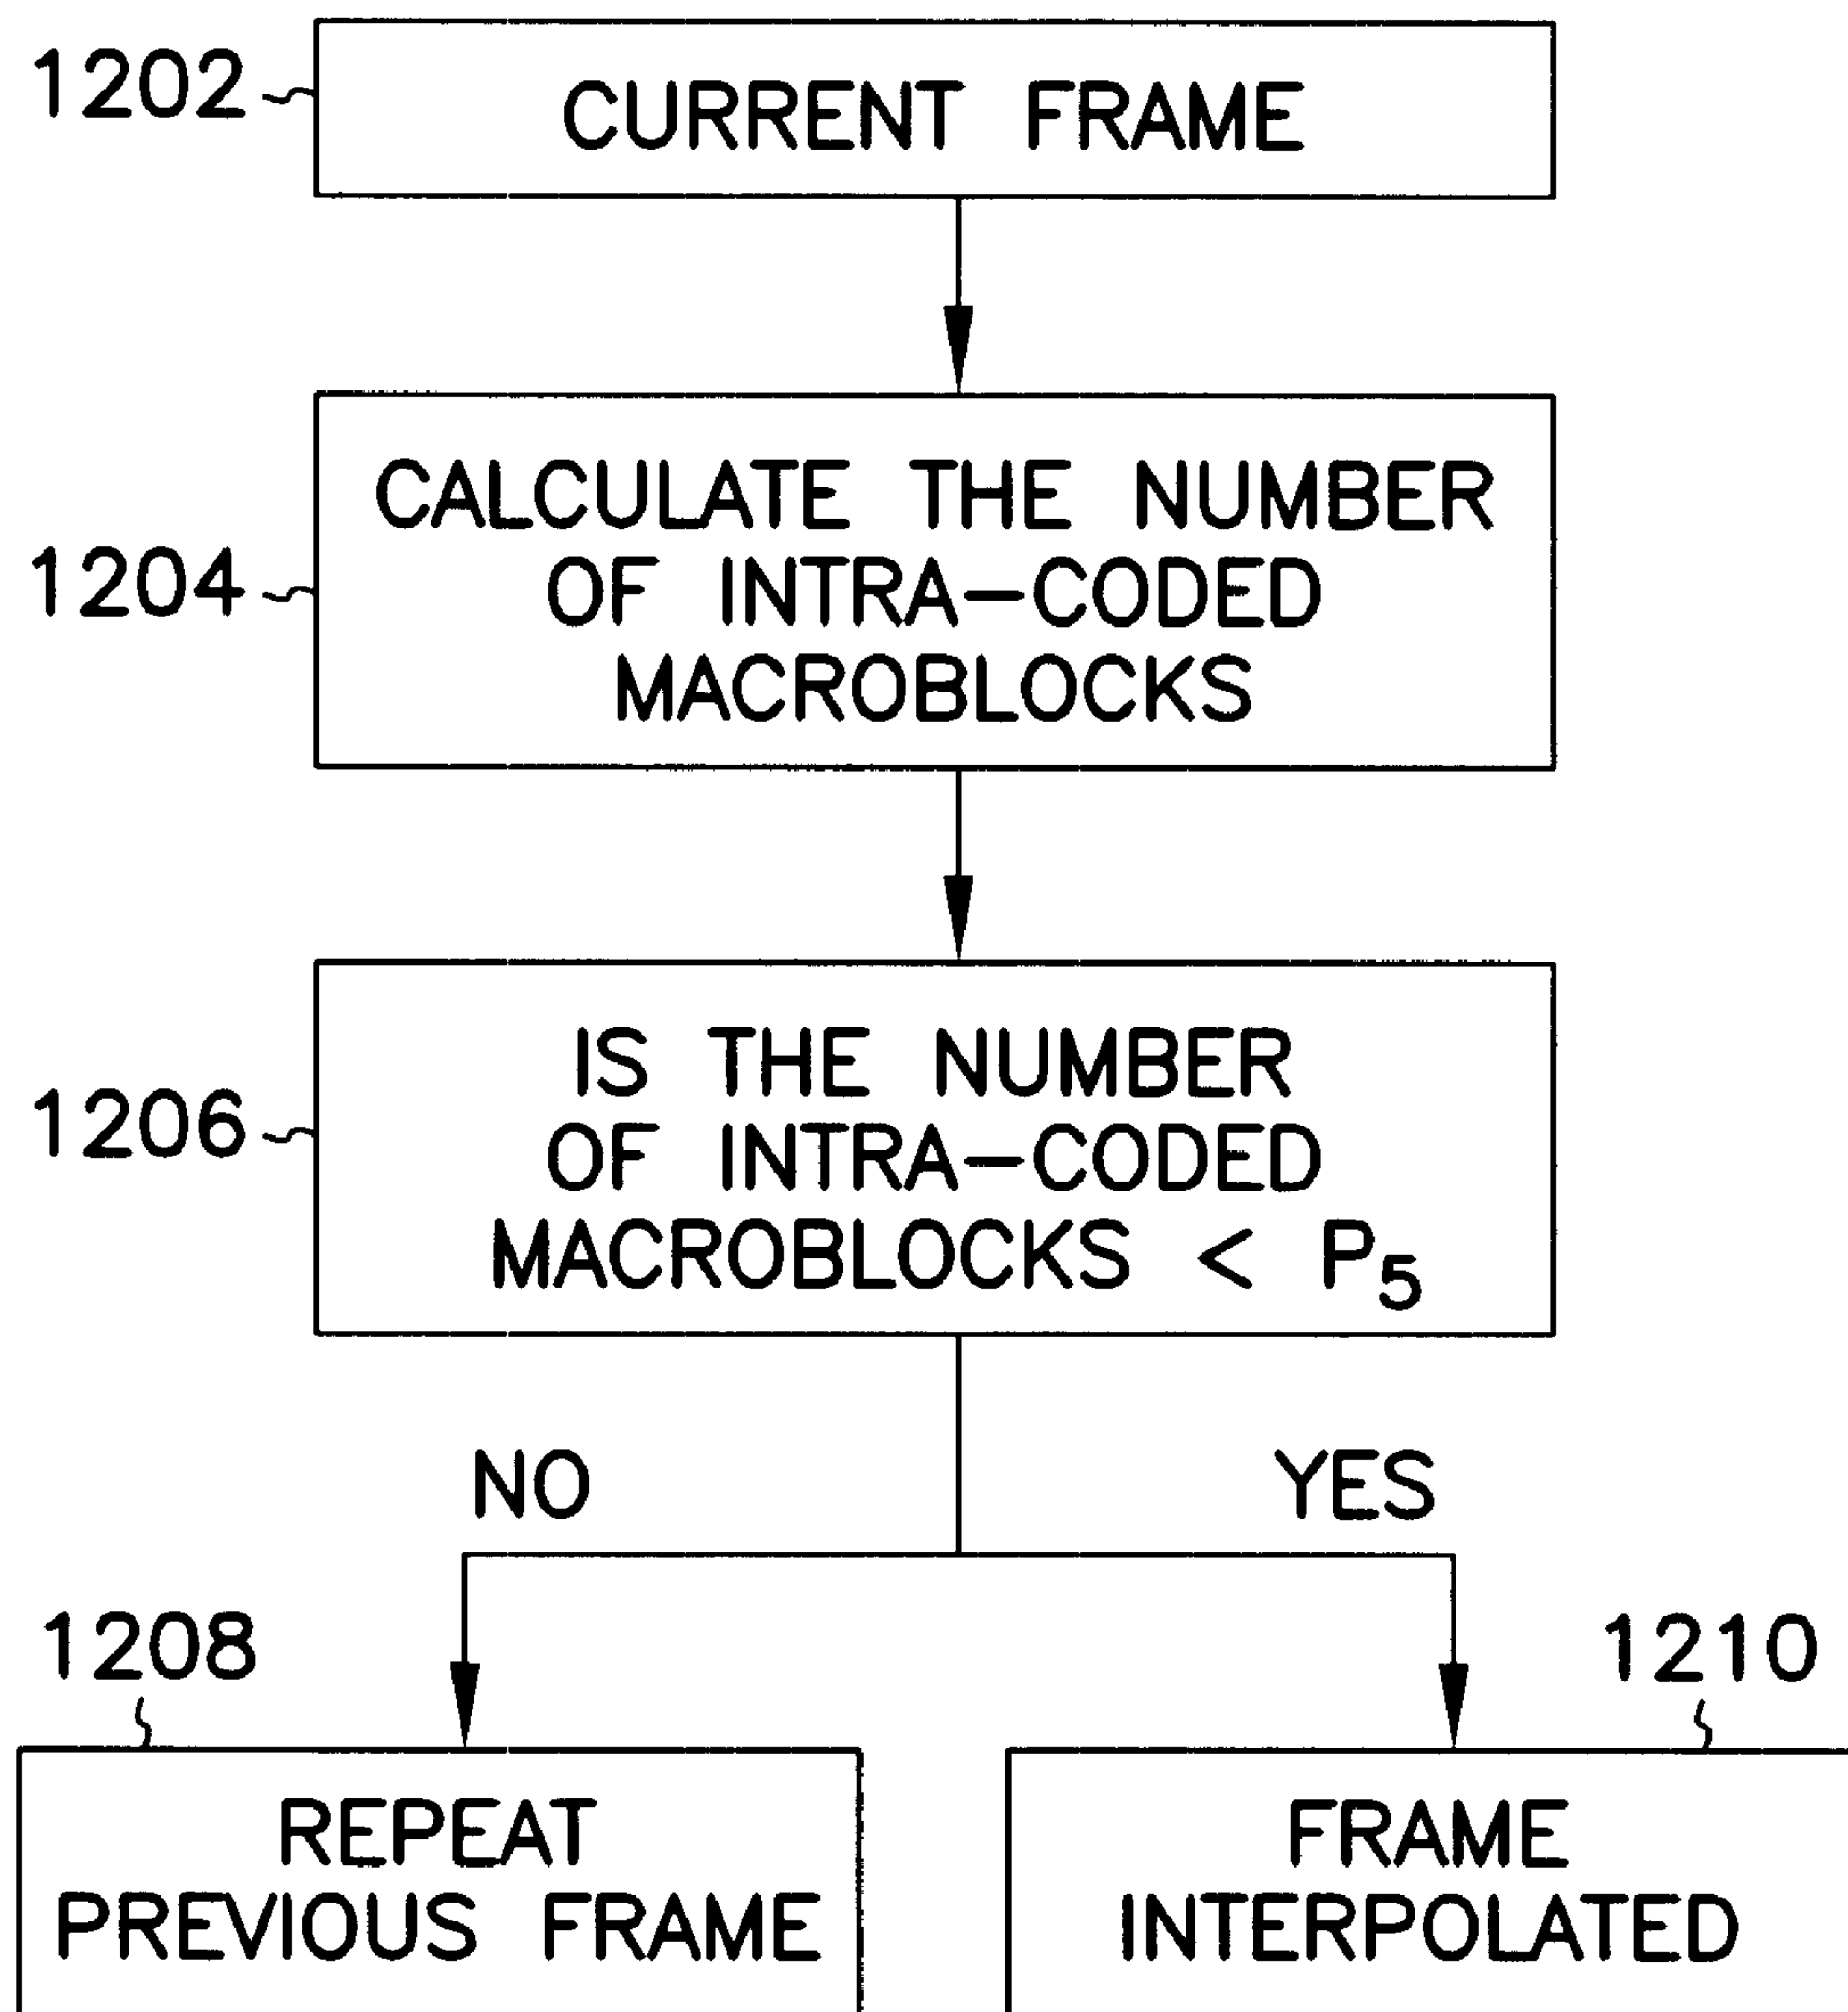 1202
CURRENT FRAME
1204
CALCULATE THE NUMBER
OF INTRA-CODED
MACROBLOCKS
1206
IS THE NUMBER
OF INTRA-CODED
MACROBLOCKS < P5
NO
YES
1208
1210
REPEAT
PREVIOUS FRAME
FRAME
INTERPOLATED